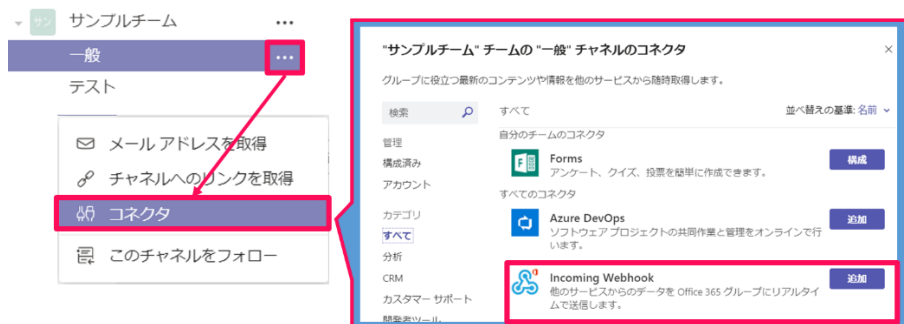 サン サンプルチーム ...
一般 ...
テスト
メール アドレスを取得
チャネルへのリンクを取得
コネクタ
このチャネルをフォロー
"サンプルチーム" チームの "一般" チャネルのコネクタ ×
グループに役立つ最新のコンテンツや情報を他のサービスから随時取得します。
検索 すべて 並べ替えの基準: 名前
管理
構成済み
アカウント
カテゴリ
すべて
分析
CRM
カスタマー サポート
開発者ツール
自分のチームのコネクタ
Forms
アンケート、クイズ、投票を簡単に作成できます。
構成
すべてのコネクタ
Azure DevOps
ソフトウェア プロジェクトの共同作業と管理をオンラインで行
います。
追加
Incoming Webhook
他のサービスからのデータを Office 365 グループにリアルタイ
ムで送信します。
追加